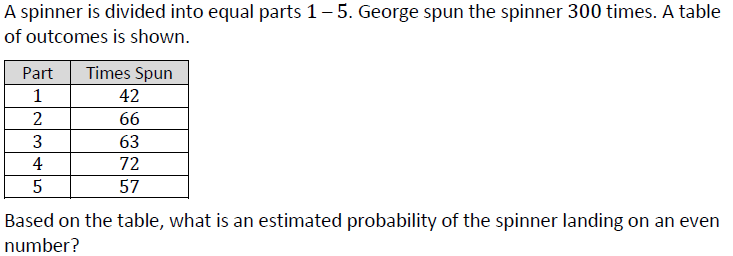 A spinner is divided into equal parts 1 – 5. George spun the spinner 300 times. A table
of outcomes is shown.
Part Times Spun
1 42
2 66
3 63
4 72
5 57
Based on the table, what is an estimated probability of the spinner landing on an even
number?